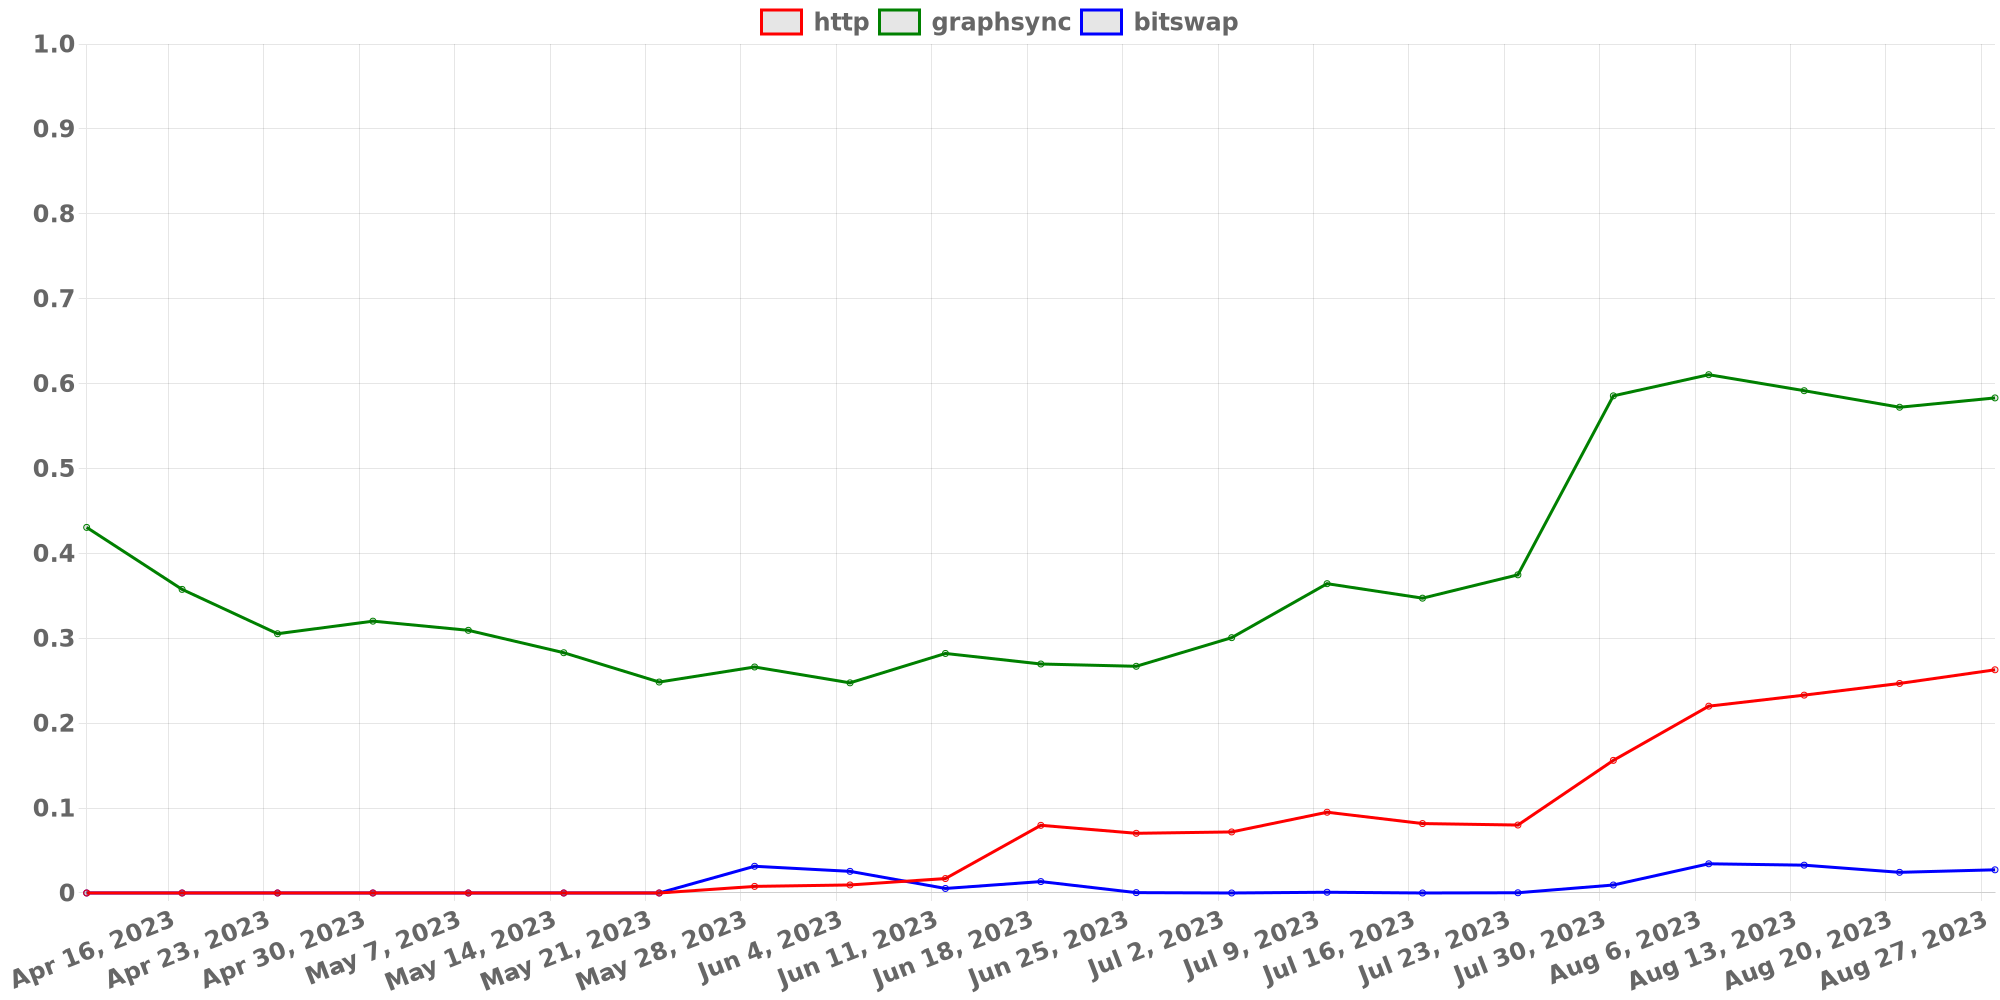 http graphsync bitswap
1.0
0.9
0.8
0.7
0.6
0.5
0.4
0.3
0.2
0.1
0
Apr 16, 2023
Apr 23, 2023
Apr 30, 2023
May 7, 2023
May 14, 2023
May 21, 2023
May 28, 2023
Jun 4, 2023
Jun 11, 2023
Jun 18, 2023
Jun 25, 2023
Jul 2, 2023
Jul 9, 2023
Jul 16, 2023
Jul 23, 2023
Jul 30, 2023
Aug 6, 2023
Aug 13, 2023
Aug 20, 2023
Aug 27, 2023